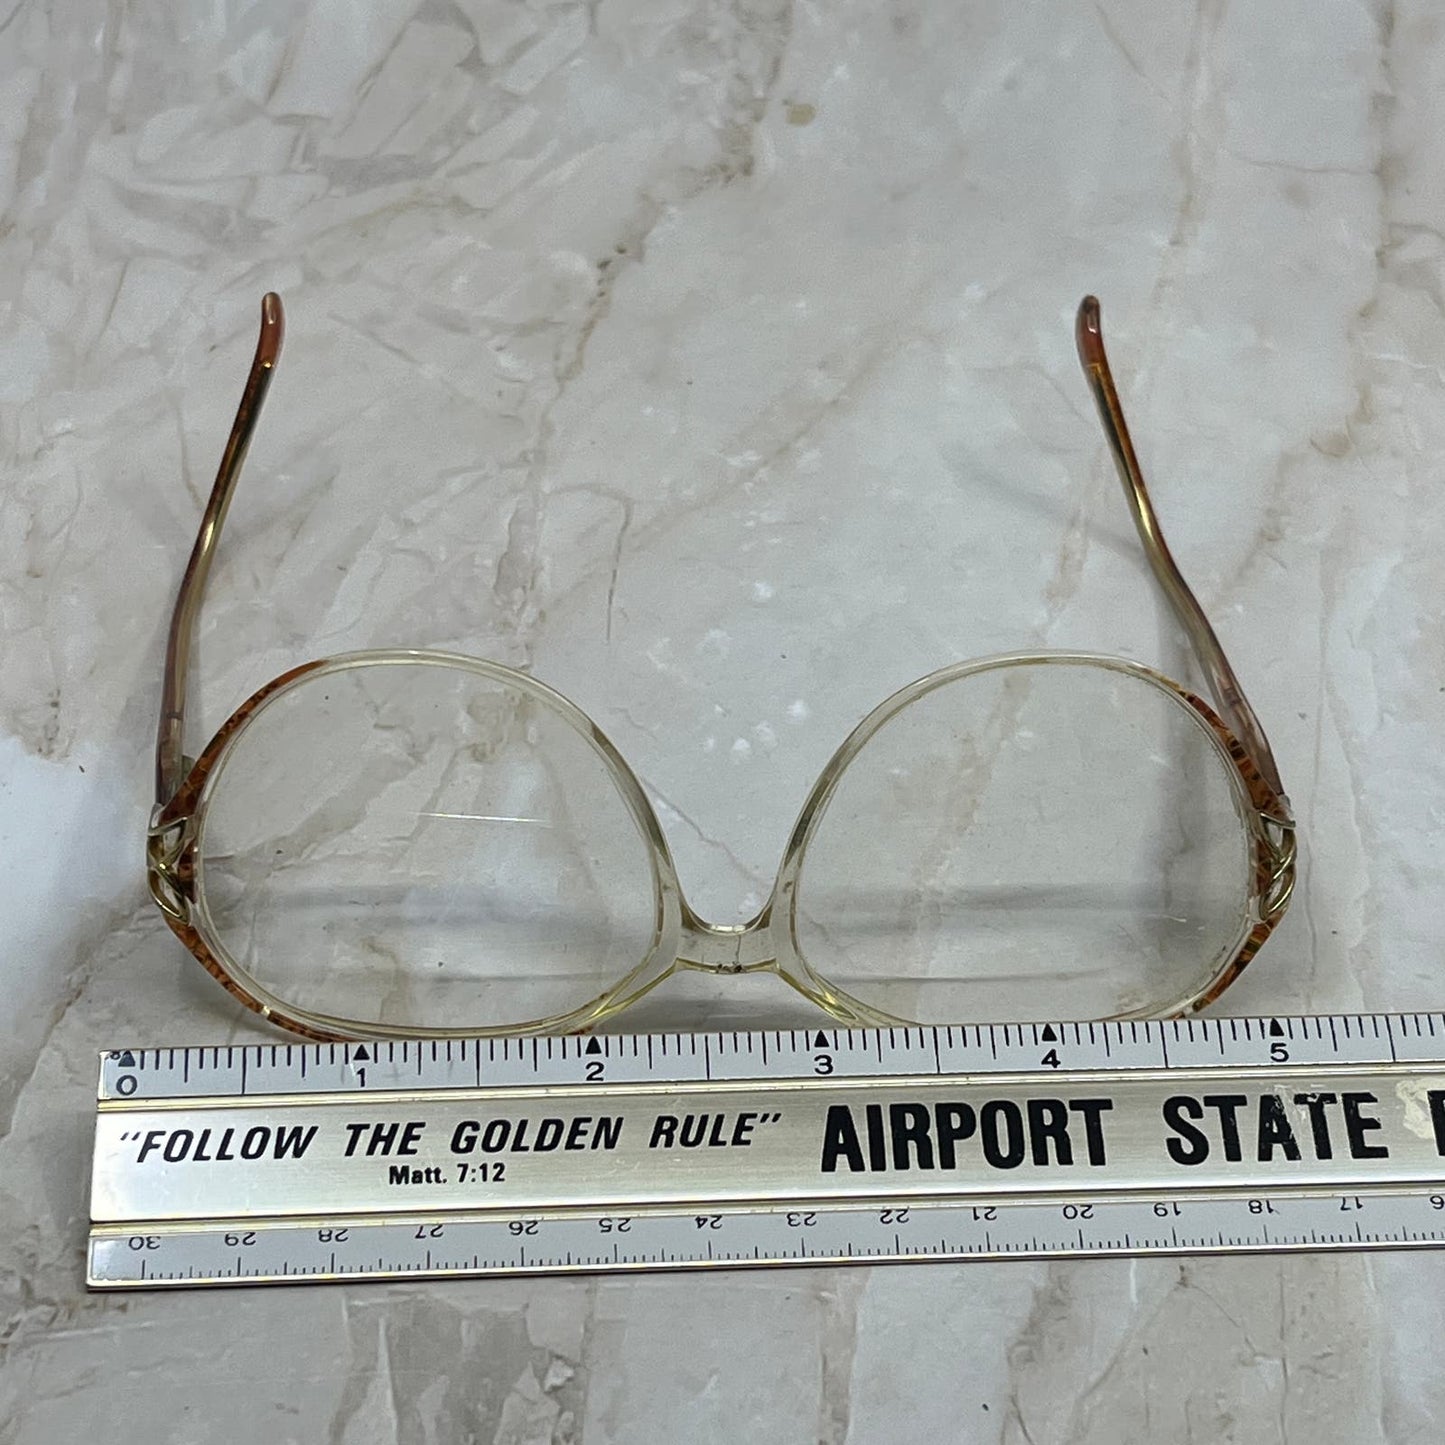 0 1 2 3 4 5
"FOLLOW THE GOLDEN RULE" AIRPORT STATE
Matt. 7:12
30 29 28 27 26 25 24 23 22 21 20 19 18 17